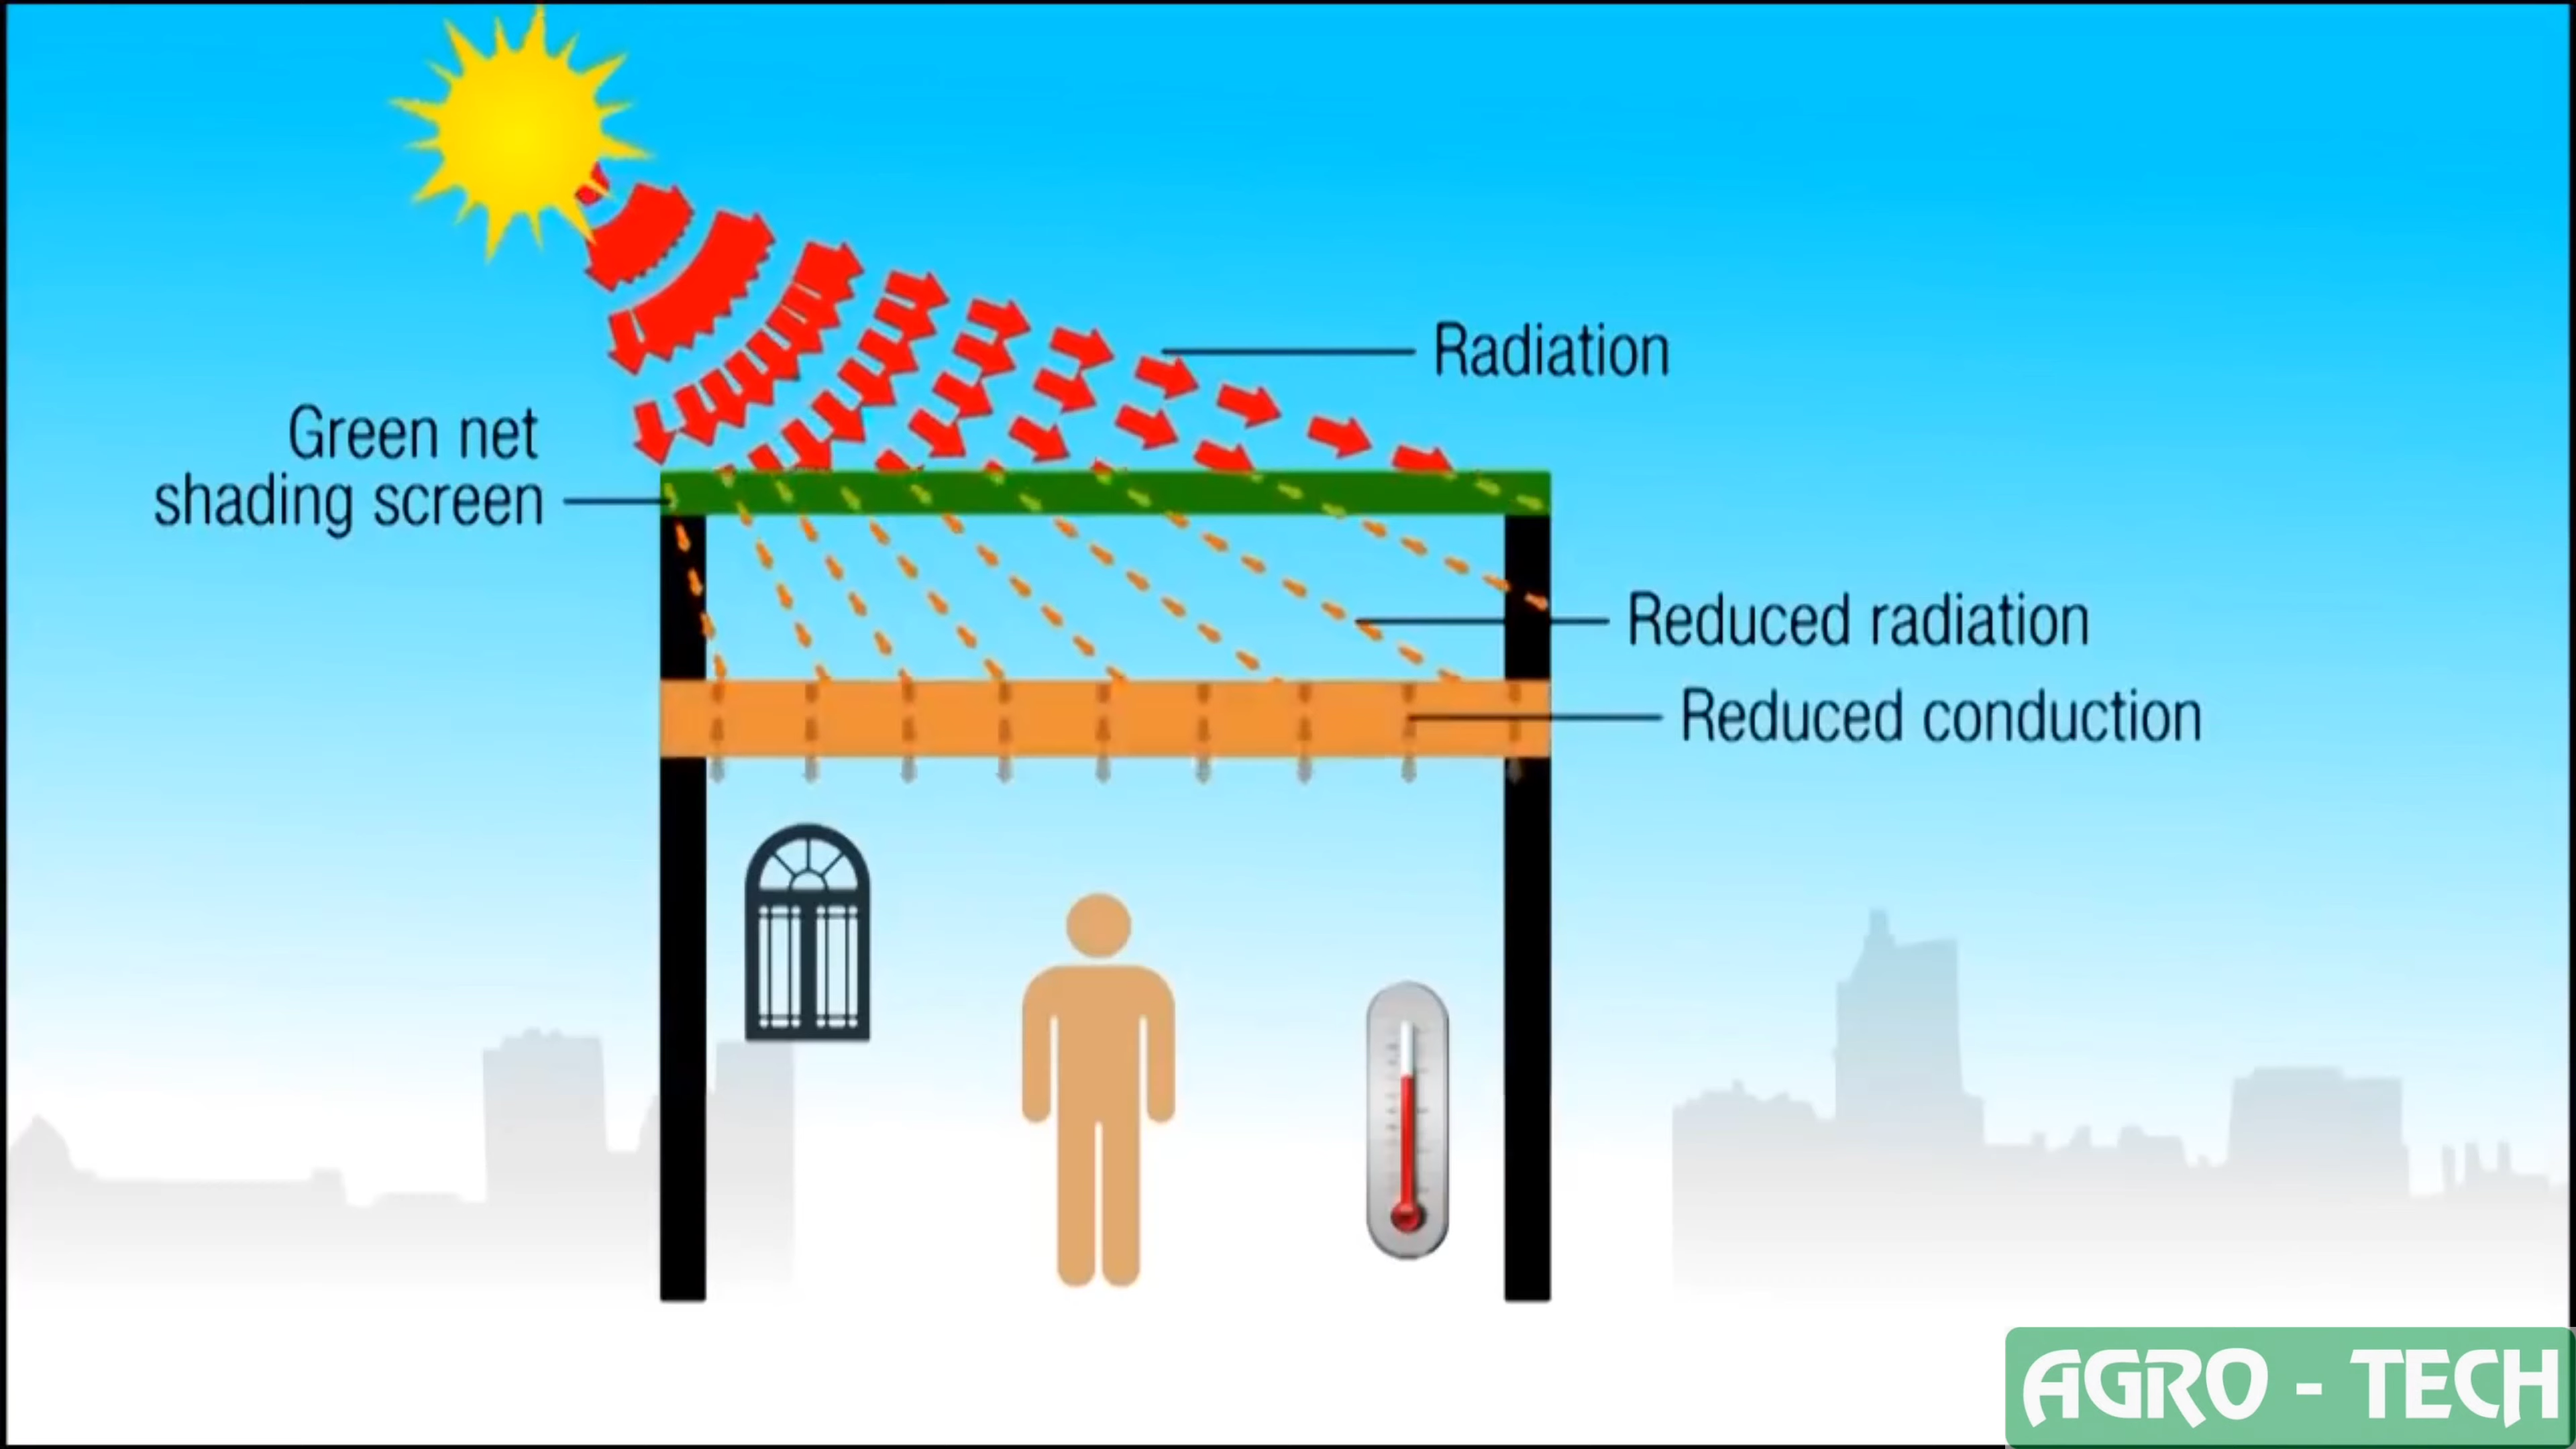 Radiation
Green net
shading screen
Reduced radiation
Reduced conduction
AGRO - TECH